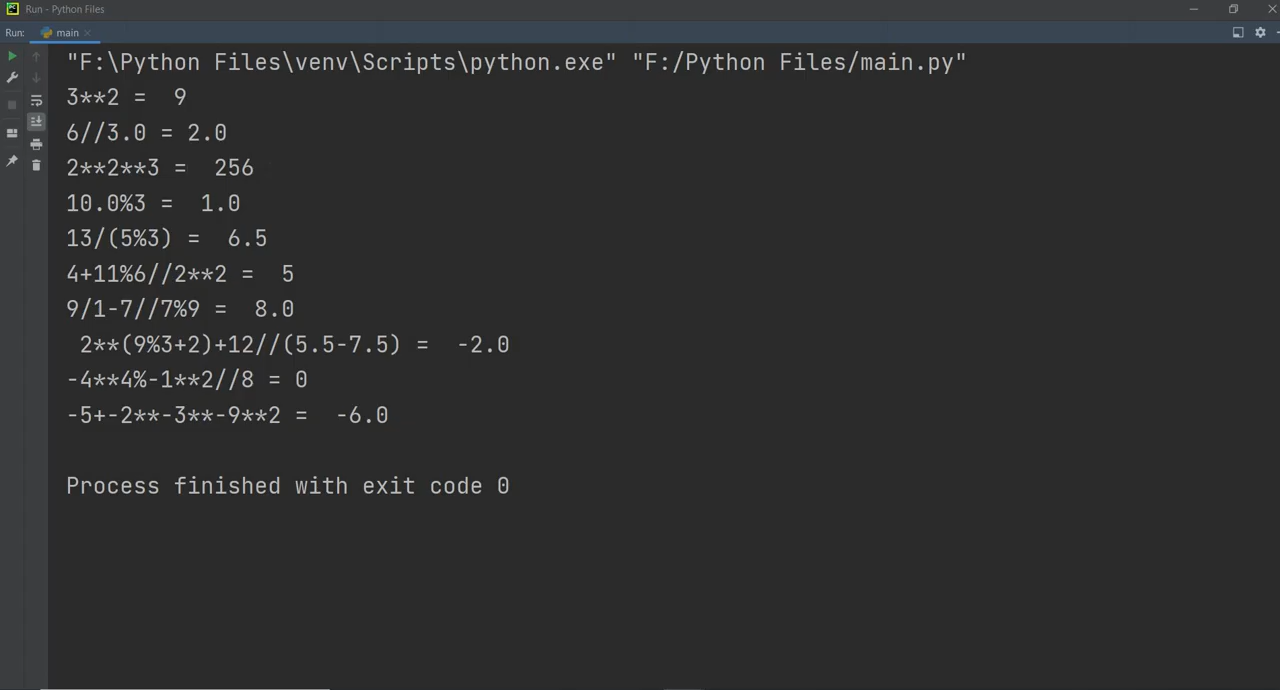 Run - Python Files
Run: main
"F:\Python Files\venv\Scripts\python.exe" "F:/Python Files/main.py"
3**2 =  9
6//3.0 = 2.0
2**2**3 =  256
10.0%3 =  1.0
13/(5%3) =  6.5
4+11%6//2**2 =  5
9/1-7//7%9 =  8.0
 2**(9%3+2)+12//(5.5-7.5) =  -2.0
-4**4%-1**2//8 = 0
-5+-2**-3**-9**2 =  -6.0
Process finished with exit code 0